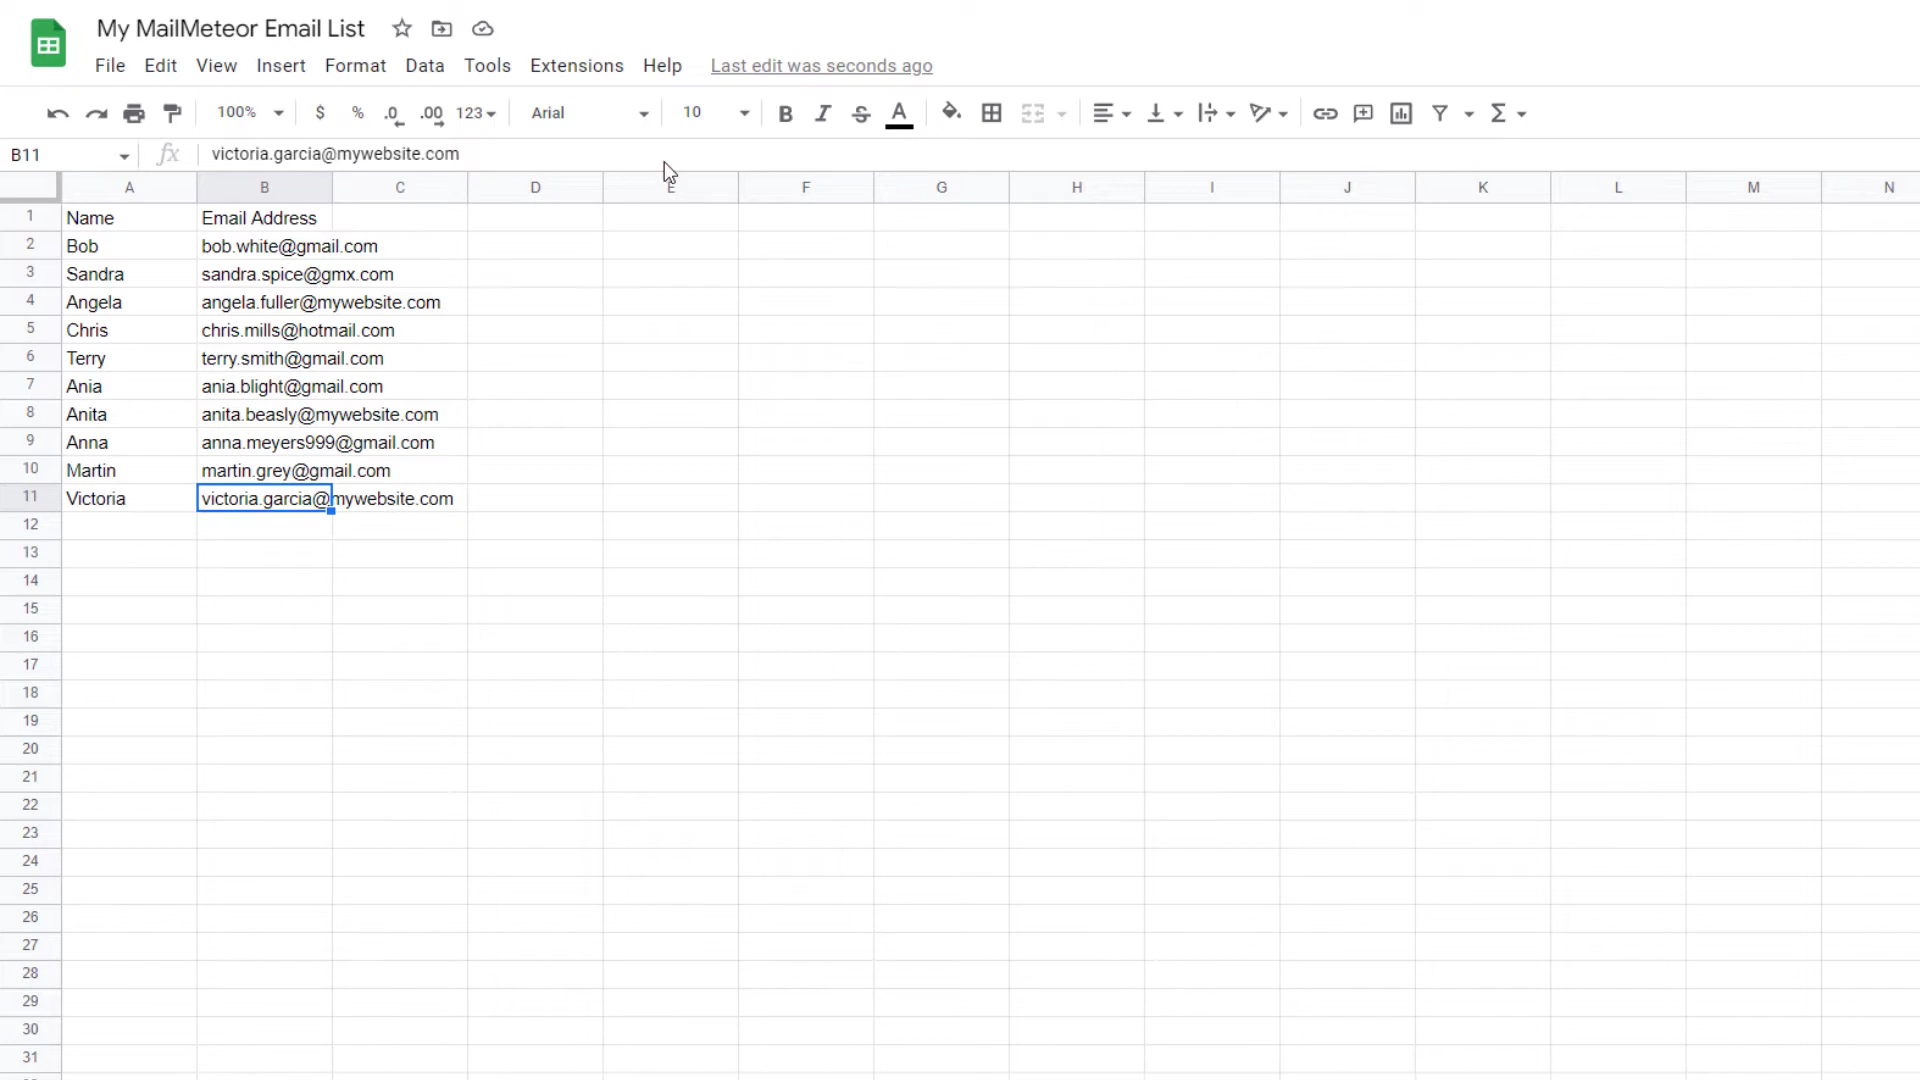 My MailMeteor Email List
File Edit View Insert Format Data Tools Extensions Help Last edit was seconds ago
100% $ % .0 .00 123 Arial 10 B I S A Σ
B11 fx victoria.garcia@mywebsite.com
A B C D E F G H I J K L M N
1 Name Email Address
2 Bob bob.white@gmail.com
3 Sandra sandra.spice@gmx.com
4 Angela angela.fuller@mywebsite.com
5 Chris chris.mills@hotmail.com
6 Terry terry.smith@gmail.com
7 Ania ania.blight@gmail.com
8 Anita anita.beasly@mywebsite.com
9 Anna anna.meyers999@gmail.com
10 Martin martin.grey@gmail.com
11 Victoria victoria.garcia@mywebsite.com
12
13
14
15
16
17
18
19
20
21
22
23
24
25
26
27
28
29
30
31